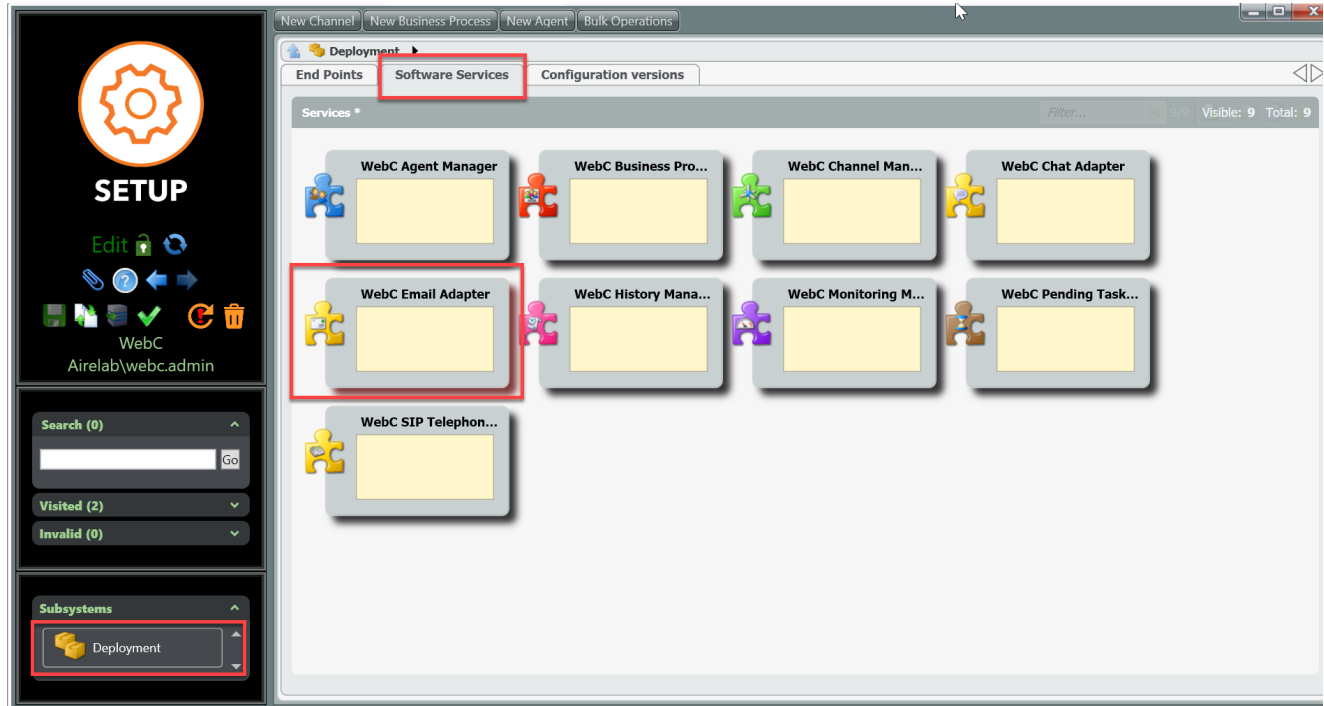 New Channel New Business Process New Agent Bulk Operations
Deployment
End Points Software Services Configuration versions
Services * Filter... 9/9 Visible: 9 Total: 9
WebC Agent Manager WebC Business Pro... WebC Channel Man... WebC Chat Adapter
WebC Email Adapter WebC History Mana... WebC Monitoring M... WebC Pending Task...
WebC SIP Telephon...
SETUP
Edit
WebC
Airelab\webc.admin
Search (0)
Go
Visited (2)
Invalid (0)
Subsystems
Deployment